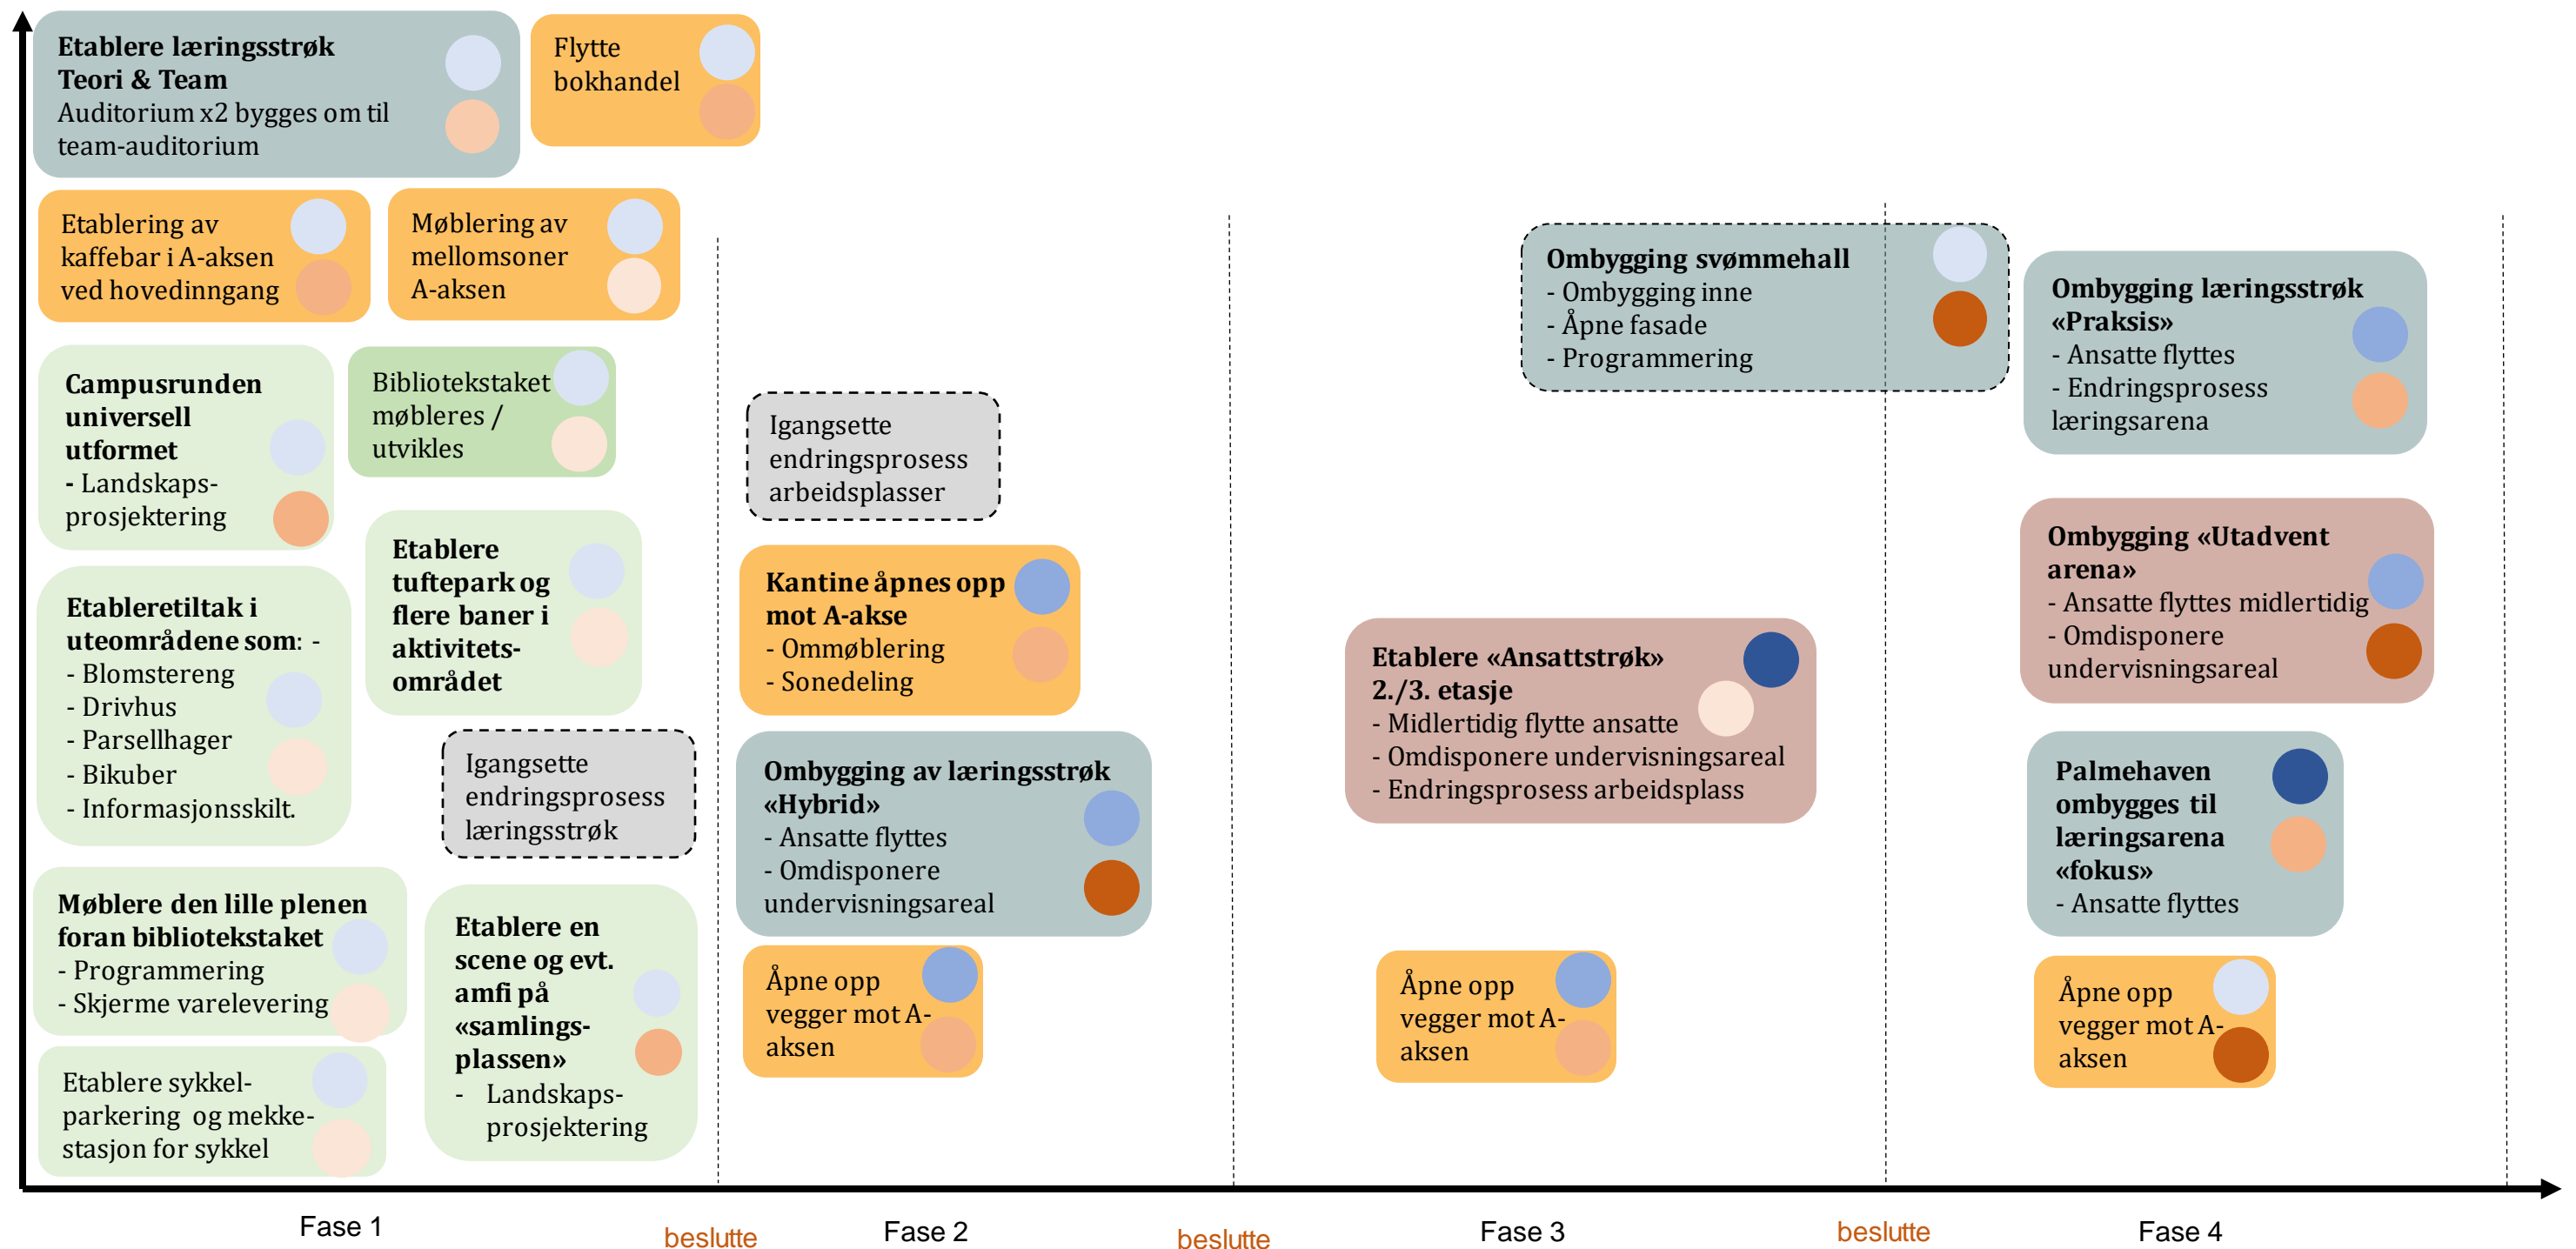 Etablere læringsstrøk
Teori & Team
Auditorium x2 bygges om til
team-auditorium
Flytte
bokhandel
Etablering av
kaffebar i A-aksen
ved hovedinngang
Møblering av
mellomsoner
A-aksen
Campusrunden
universell
utformet
- Landskaps-
prosjektering
Bibliotekstaket
møbleres /
utvikles
Etablere
tuftepark og
flere baner i
aktivitets-
området
Etableretiltak i
uteområdene som: -
- Blomstereng
- Drivhus
- Parsellhager
- Bikuber
- Informasjonsskilt.
Igangsette
endringsprosess
læringsstrøk
Møblere den lille plenen
foran bibliotekstaket
- Programmering
- Skjerme varelevering
Etablere en
scene og evt.
amfi på
«samlings-
plassen»
- Landskaps-
prosjektering
Etablere sykkel-
parkering og mekke-
stasjon for sykkel
Igangsette
endringsprosess
arbeidsplasser
Kantine åpnes opp
mot A-akse
- Ommøblering
- Sonedeling
Ombygging av læringsstrøk
«Hybrid»
- Ansatte flyttes
- Omdisponere
undervisningsareal
Åpne opp
vegger mot A-
aksen
Ombygging svømmehall
- Ombygging inne
- Åpne fasade
- Programmering
Etablere «Ansattstrøk»
2./3. etasje
- Midlertidig flytte ansatte
- Omdisponere undervisningsareal
- Endringsprosess arbeidsplass
Åpne opp
vegger mot A-
aksen
Ombygging læringsstrøk
«Praksis»
- Ansatte flyttes
- Endringsprosess
læringsarena
Ombygging «Utadvent
arena»
- Ansatte flyttes midlertidig
- Omdisponere
undervisningsareal
Palmehaven
ombygges til
læringsarena
«fokus»
- Ansatte flyttes
Åpne opp
vegger mot A-
aksen
Fase 1
beslutte
Fase 2
beslutte
Fase 3
beslutte
Fase 4